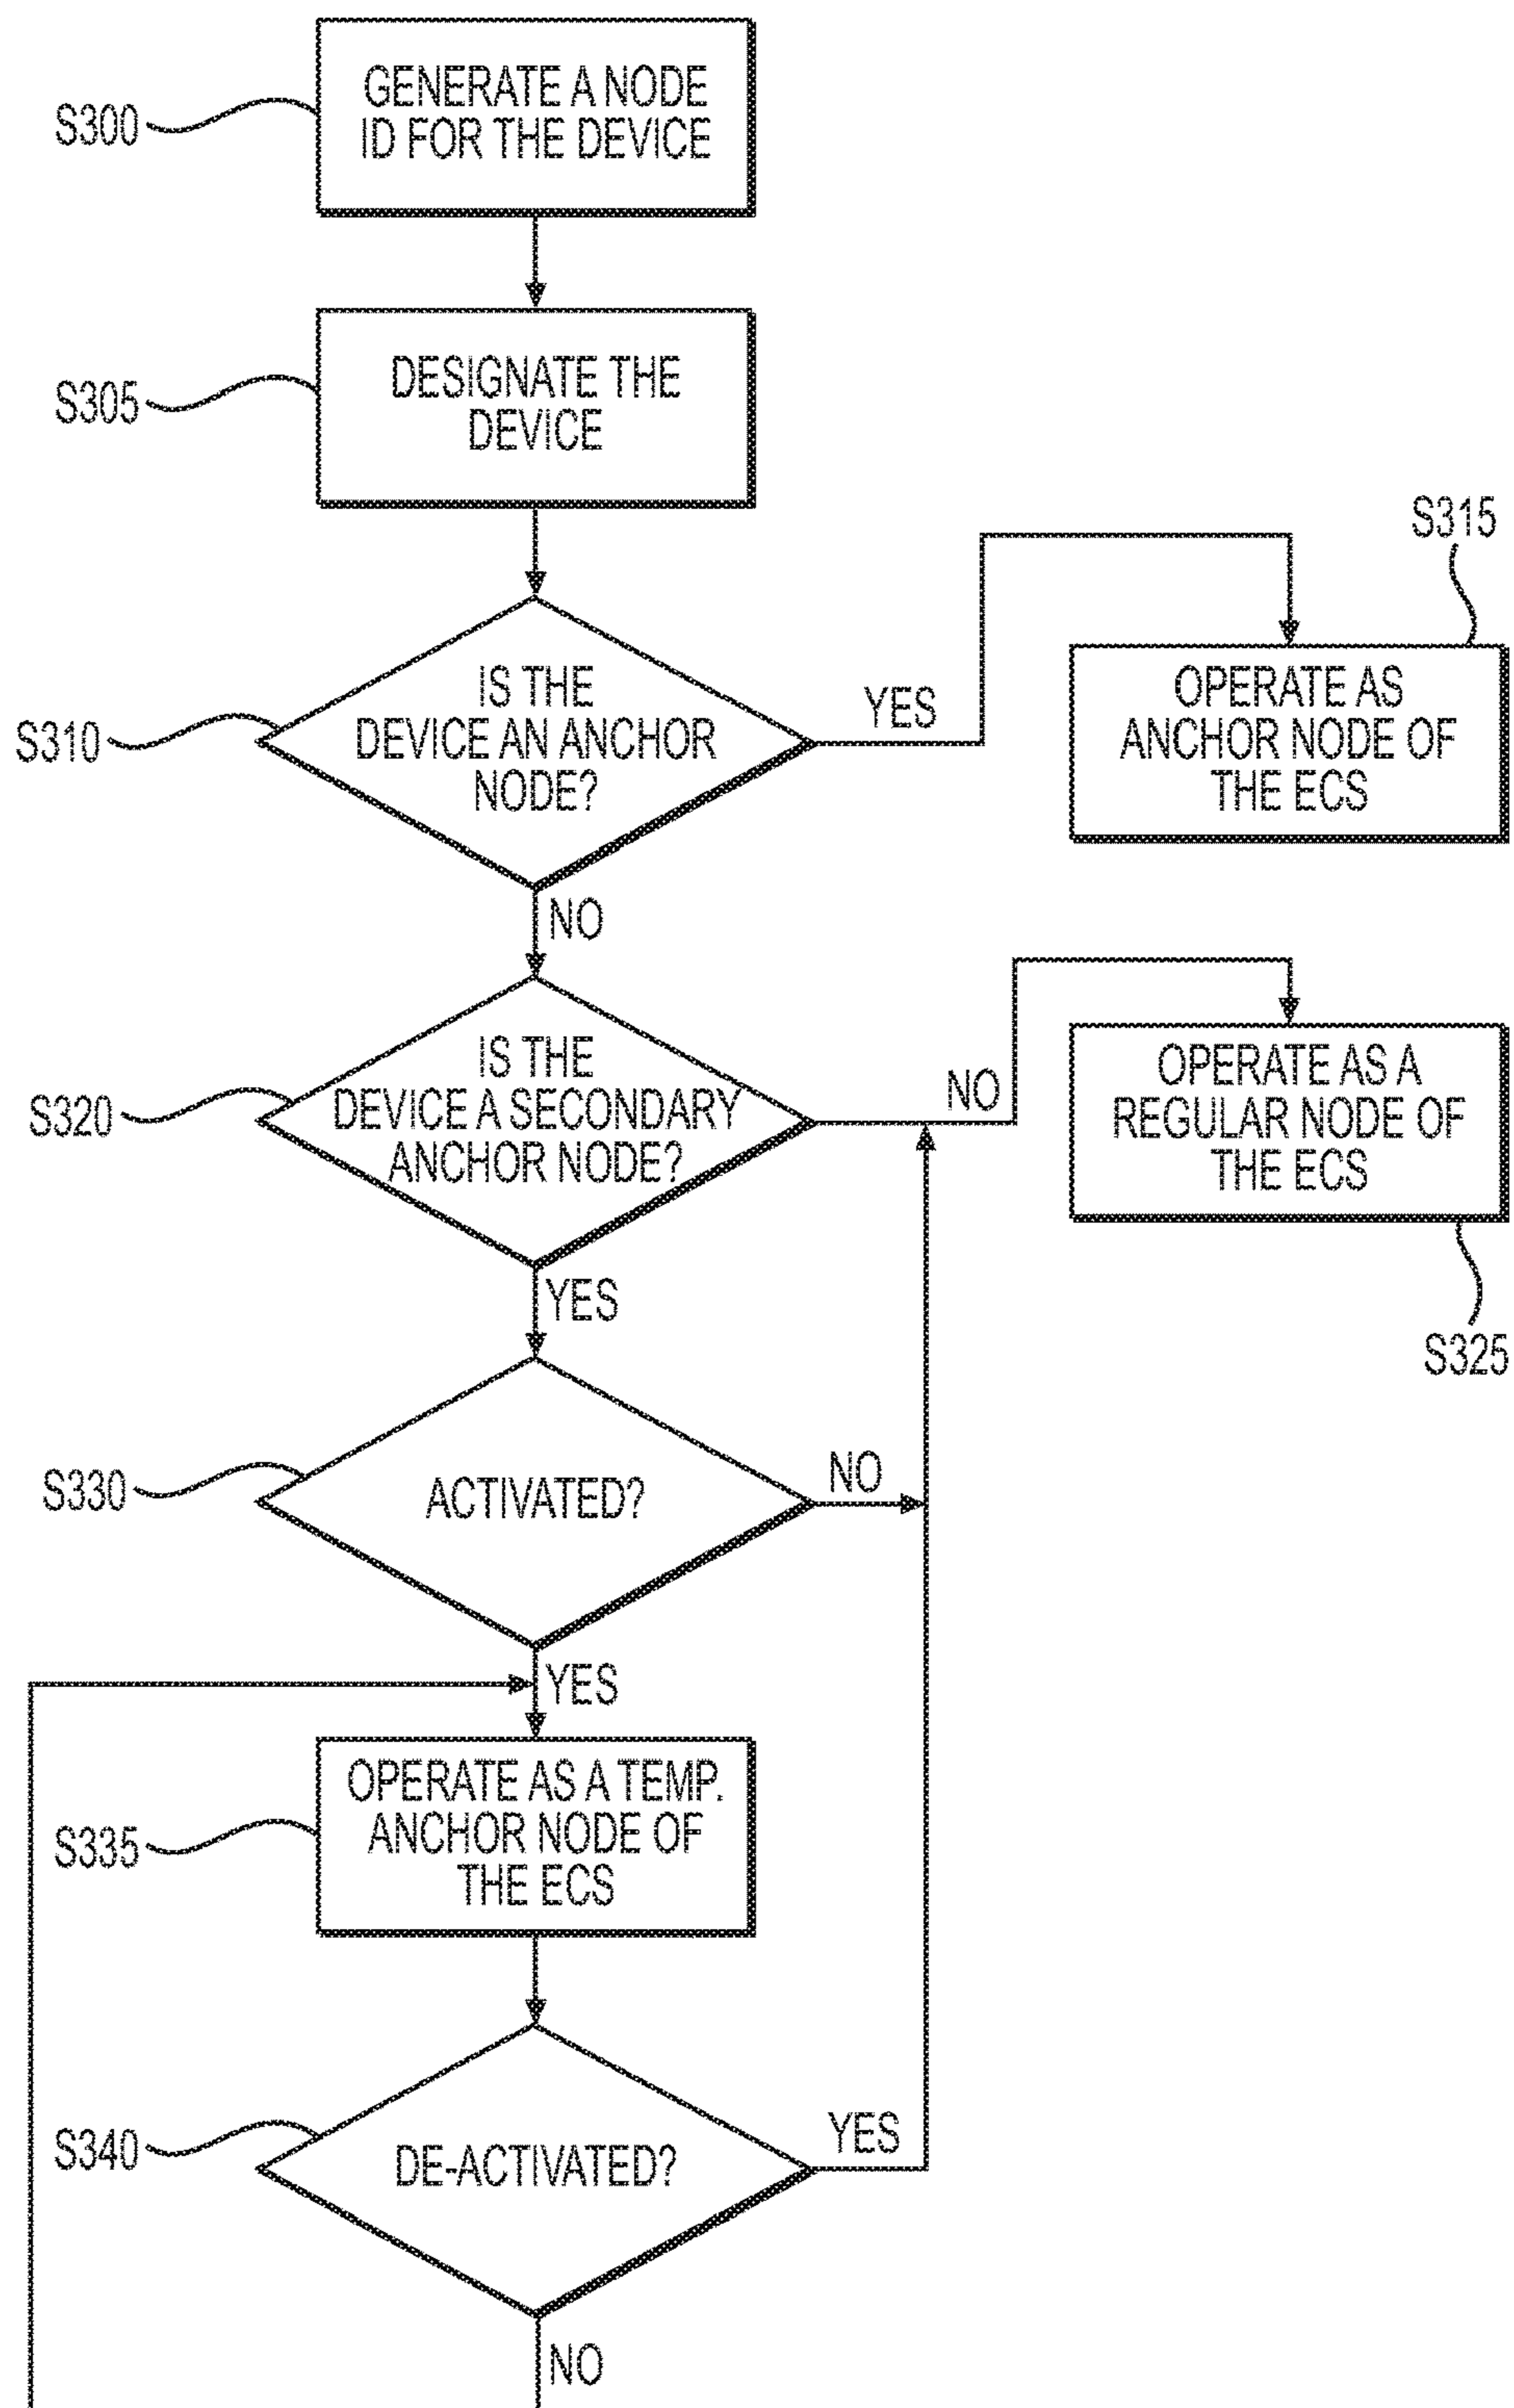 S300
GENERATE A NODE
ID FOR THE DEVICE
S305
DESIGNATE THE
DEVICE
S310
IS THE
DEVICE AN ANCHOR
NODE?
YES
S315
OPERATE AS
ANCHOR NODE OF
THE ECS
NO
S320
IS THE
DEVICE A SECONDARY
ANCHOR NODE?
NO
OPERATE AS A
REGULAR NODE OF
THE ECS
S325
YES
S330
ACTIVATED?
NO
YES
S335
OPERATE AS A TEMP.
ANCHOR NODE OF
THE ECS
S340
DE-ACTIVATED?
YES
NO